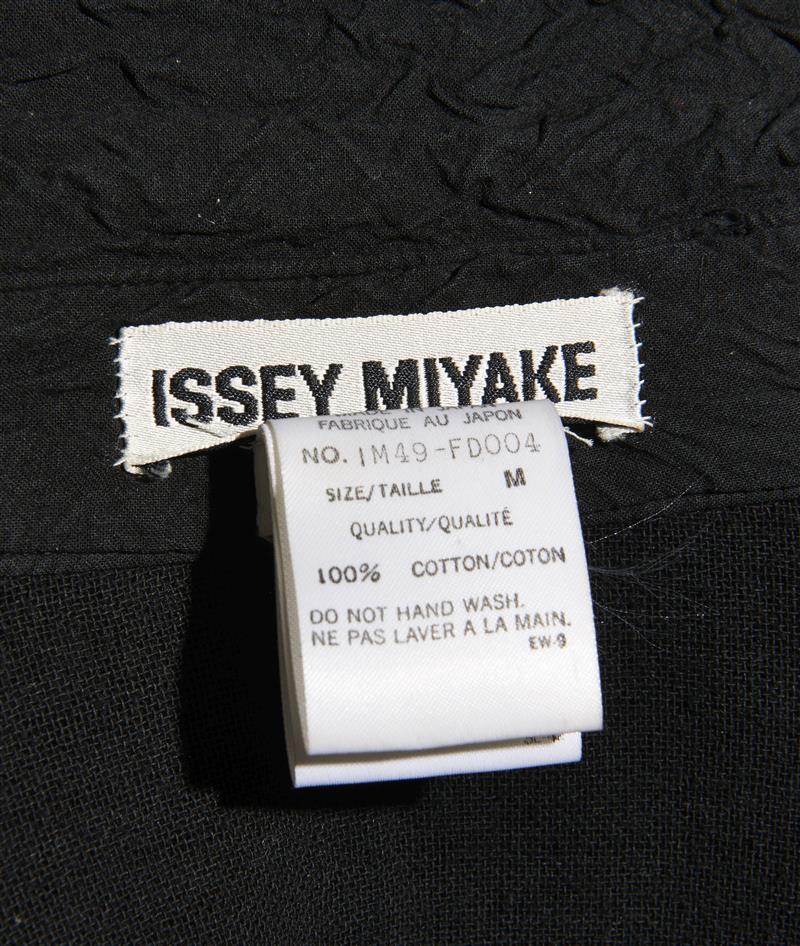 ISSEY MIYAKE
FABRIQUE AU JAPON
NO. IM49-FD004
SIZE/TAILLE M
QUALITY/QUALITÉ
100% COTTON/COTON
DO NOT HAND WASH.
NE PAS LAVER A LA MAIN.
EW-9